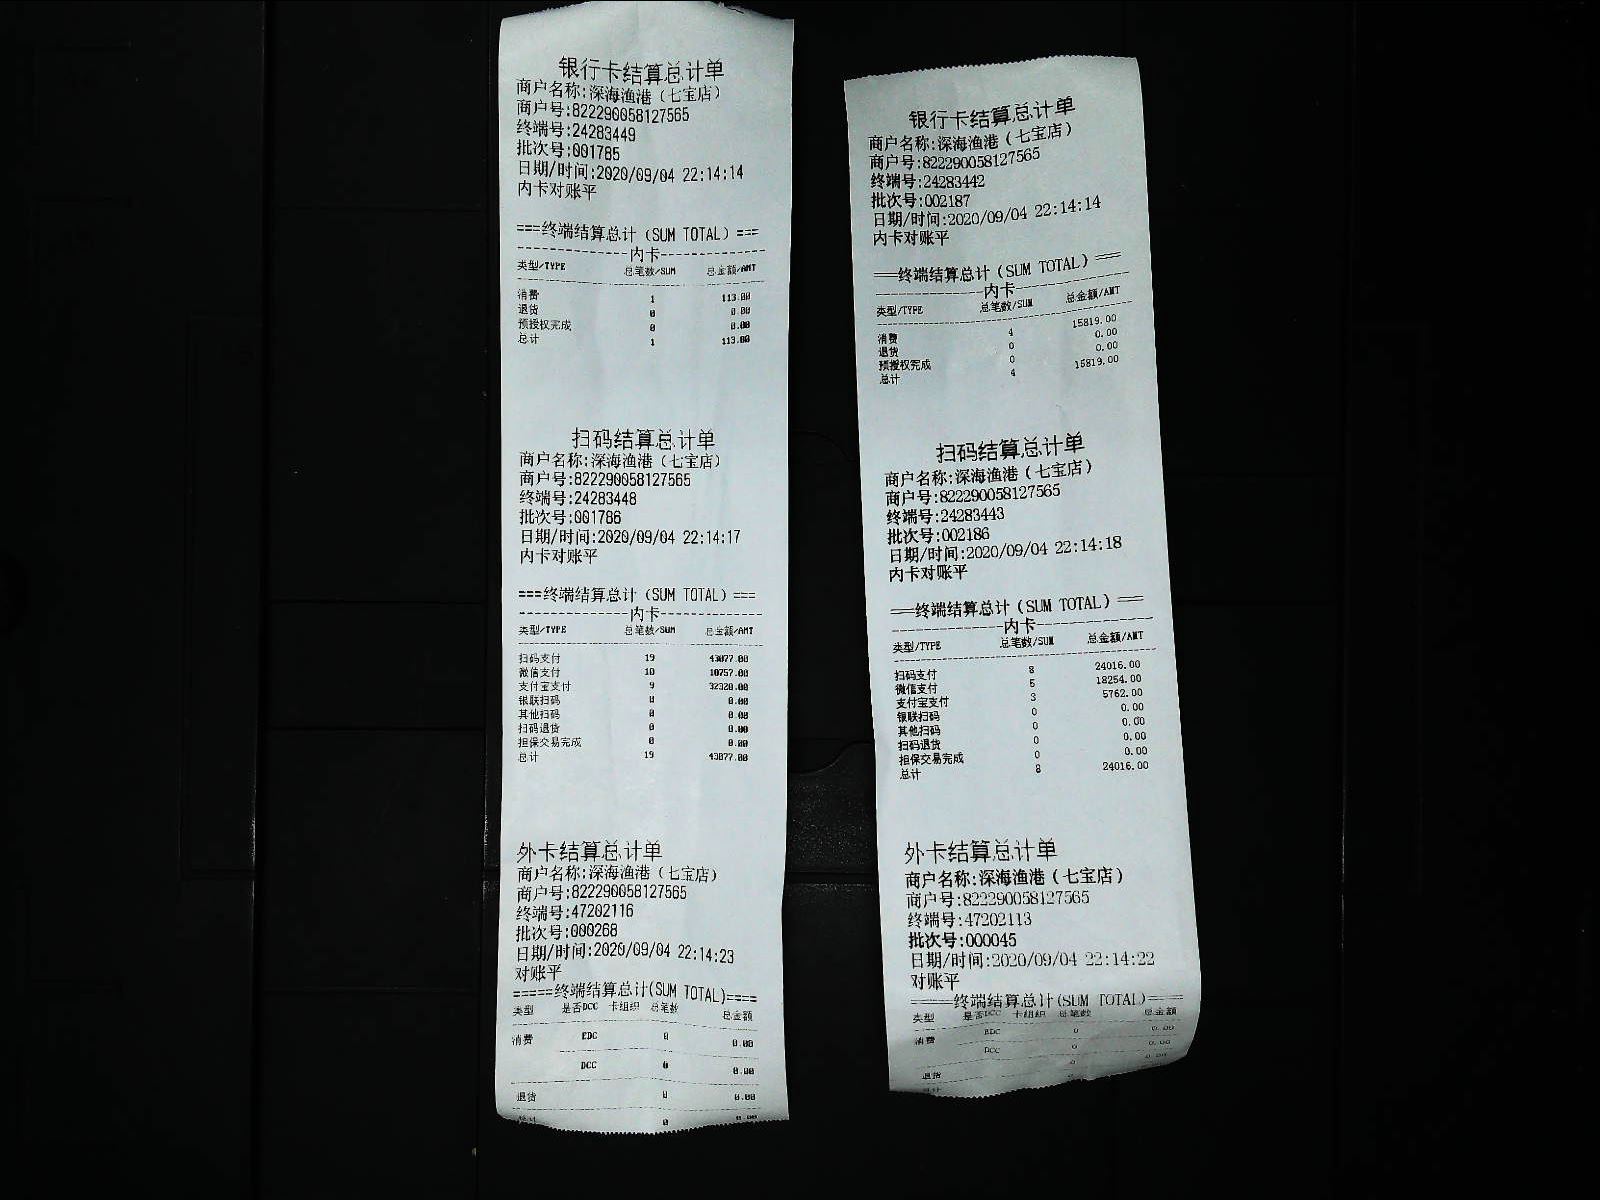 银行卡结算总计单
商户名称:深海渔港（七宝店）
商户号:822290058127565
终端号:24283449
批次号:001785
日期/时间:2020/09/04 22:14:14
内卡对账平
===终端结算总计（SUM TOTAL）===
---------------内卡---------------
类型/TYPE 总笔数/SUM 总金额/AMT
消费 1 113.00
退货 0 0.00
预授权完成 0 0.00
总计 1 113.00
扫码结算总计单
商户名称:深海渔港（七宝店）
商户号:822290058127565
终端号:24283448
批次号:001786
日期/时间:2020/09/04 22:14:17
内卡对账平
===终端结算总计（SUM TOTAL）===
---------------内卡---------------
类型/TYPE 总笔数/SUM 总金额/AMT
扫码支付 19 43077.00
微信支付 10 10757.00
支付宝支付 9 32320.00
银联扫码 0 0.00
其他扫码 0 0.00
扫码退货 0 0.00
担保交易完成 0 0.00
总计 19 43077.00
外卡结算总计单
商户名称:深海渔港（七宝店）
商户号:822290058127565
终端号:47202116
批次号:000268
日期/时间:2020/09/04 22:14:23
对账平
=====终端结算总计(SUM TOTAL)====
类型 是否DCC 卡组织 总笔数 总金额
消费 EDC 0 0.00
DCC 0 0.00
退货 0 0.00
总计 0 0.00
银行卡结算总计单
商户名称:深海渔港（七宝店）
商户号:822290058127565
终端号:24283442
批次号:002187
日期/时间:2020/09/04 22:14:14
内卡对账平
===终端结算总计（SUM TOTAL）===
---------------内卡---------------
类型/TYPE 总笔数/SUM 总金额/AMT
消费 4 15819.00
退货 0 0.00
预授权完成 0 0.00
总计 4 15819.00
扫码结算总计单
商户名称:深海渔港（七宝店）
商户号:822290058127565
终端号:24283443
批次号:002186
日期/时间:2020/09/04 22:14:18
内卡对账平
===终端结算总计（SUM TOTAL）===
---------------内卡---------------
类型/TYPE 总笔数/SUM 总金额/AMT
扫码支付 8 24016.00
微信支付 5 18254.00
支付宝支付 3 5762.00
银联扫码 0 0.00
其他扫码 0 0.00
扫码退货 0 0.00
担保交易完成 0 0.00
总计 8 24016.00
外卡结算总计单
商户名称:深海渔港（七宝店）
商户号:822290058127565
终端号:47202113
批次号:000045
日期/时间:2020/09/04 22:14:22
对账平
=====终端结算总计(SUM TOTAL)====
类型 是否DCC 卡组织 总笔数 总金额
消费 EDC 0 0.00
DCC 0 0.00
退货 0 0.00